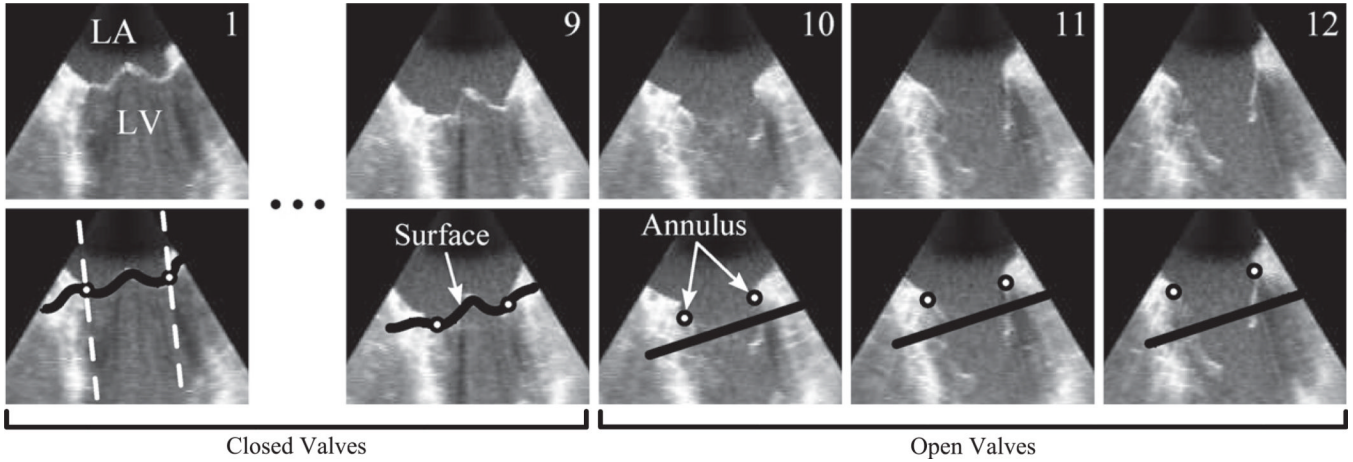 LA
1
9
10
11
12
LV
Surface
Annulus
Closed Valves
Open Valves